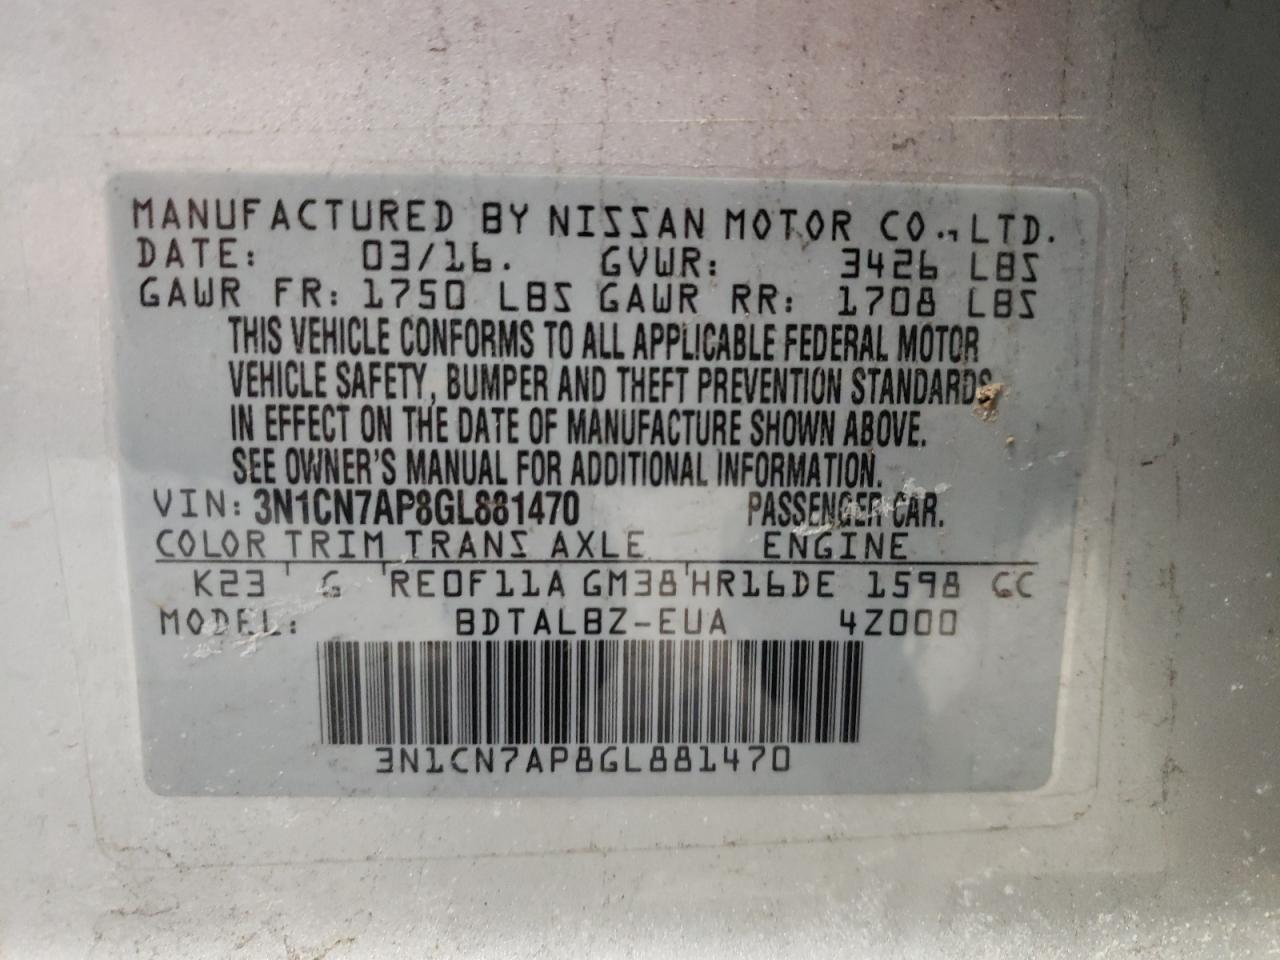 MANUFACTURED BY NISSAN MOTOR CO., LTD.
DATE: 03/16. GVWR: 3426 LBS
GAWR FR: 1750 LBS GAWR RR: 1708 LBS
THIS VEHICLE CONFORMS TO ALL APPLICABLE FEDERAL MOTOR
VEHICLE SAFETY, BUMPER AND THEFT PREVENTION STANDARDS
IN EFFECT ON THE DATE OF MANUFACTURE SHOWN ABOVE.
SEE OWNER'S MANUAL FOR ADDITIONAL INFORMATION.
VIN: 3N1CN7AP8GL881470 PASSENGER CAR.
COLOR TRIM TRANS AXLE ENGINE
K23 G RE0F11A GM38 HR16DE 1598 CC
MODEL: BDTALBZ-EUA 4Z000
3N1CN7AP8GL881470